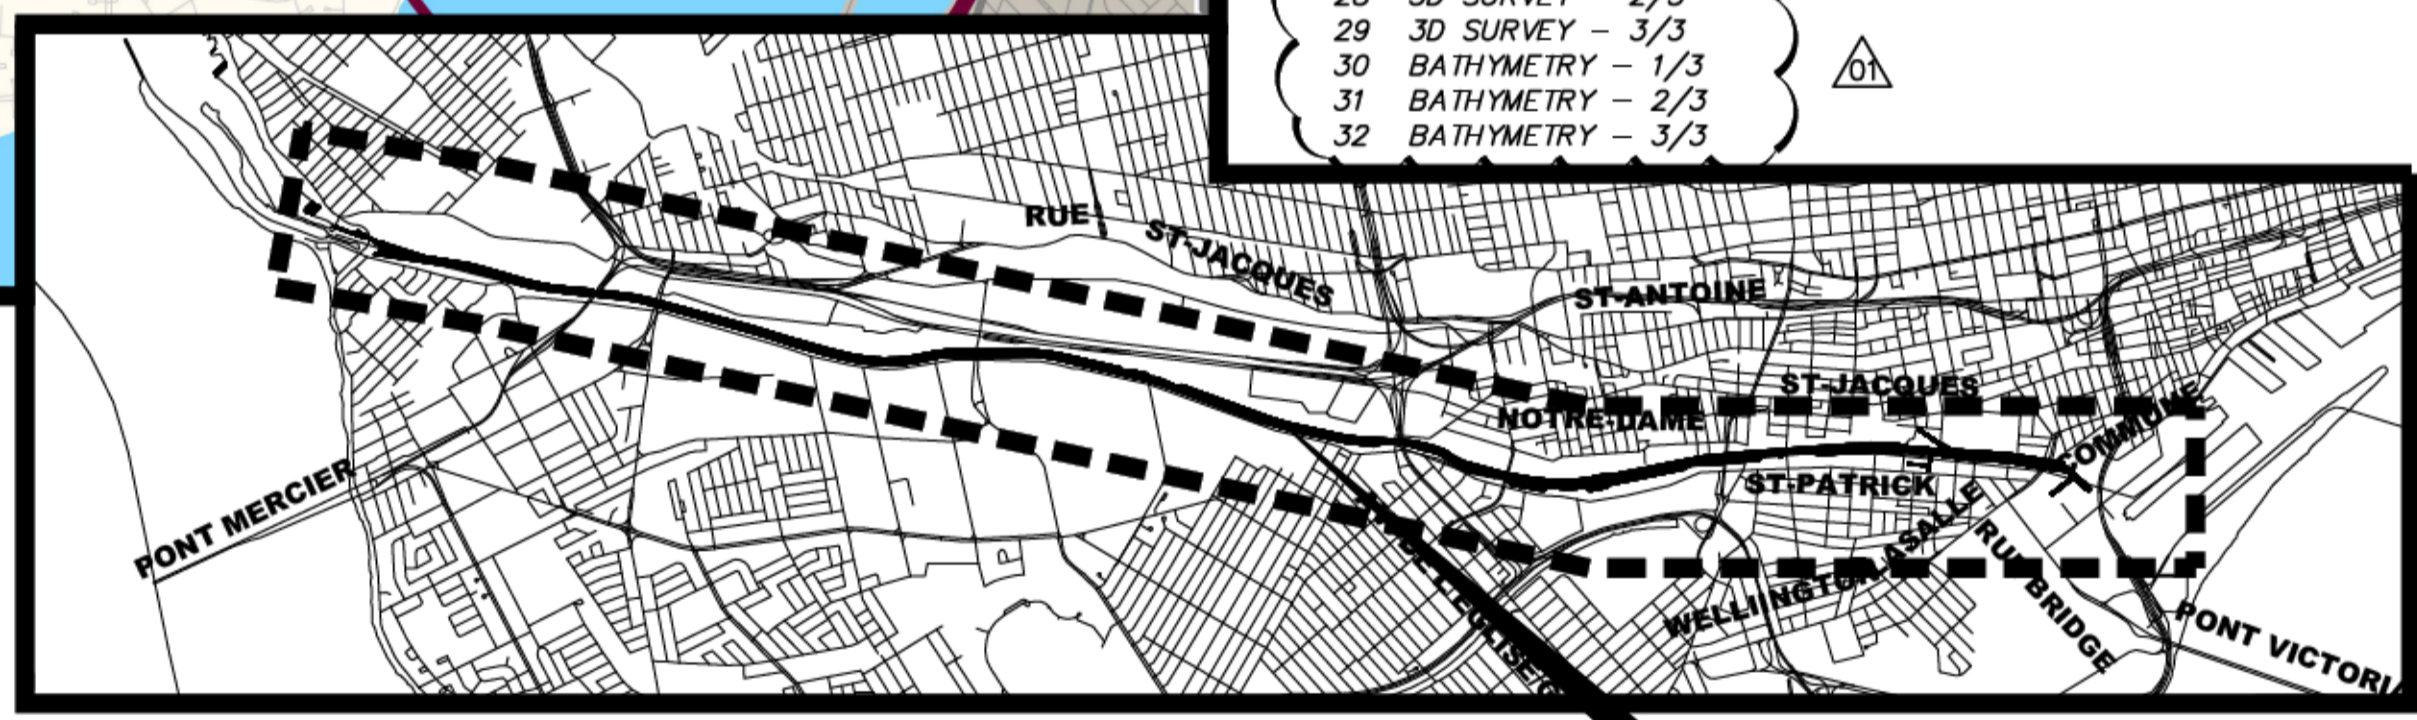 29 3D SURVEY – 3/3
30 BATHYMETRY – 1/3
31 BATHYMETRY – 2/3
32 BATHYMETRY – 3/3
01
RUE ST-JACQUES
ST-ANTOINE
ST-JACQUES
NOTRE-DAME
COMMUNE
ST-PATRICK
PONT MERCIER
WELLINGTON
LASALLE
RUE BRIDGE
PONT VICTORIA